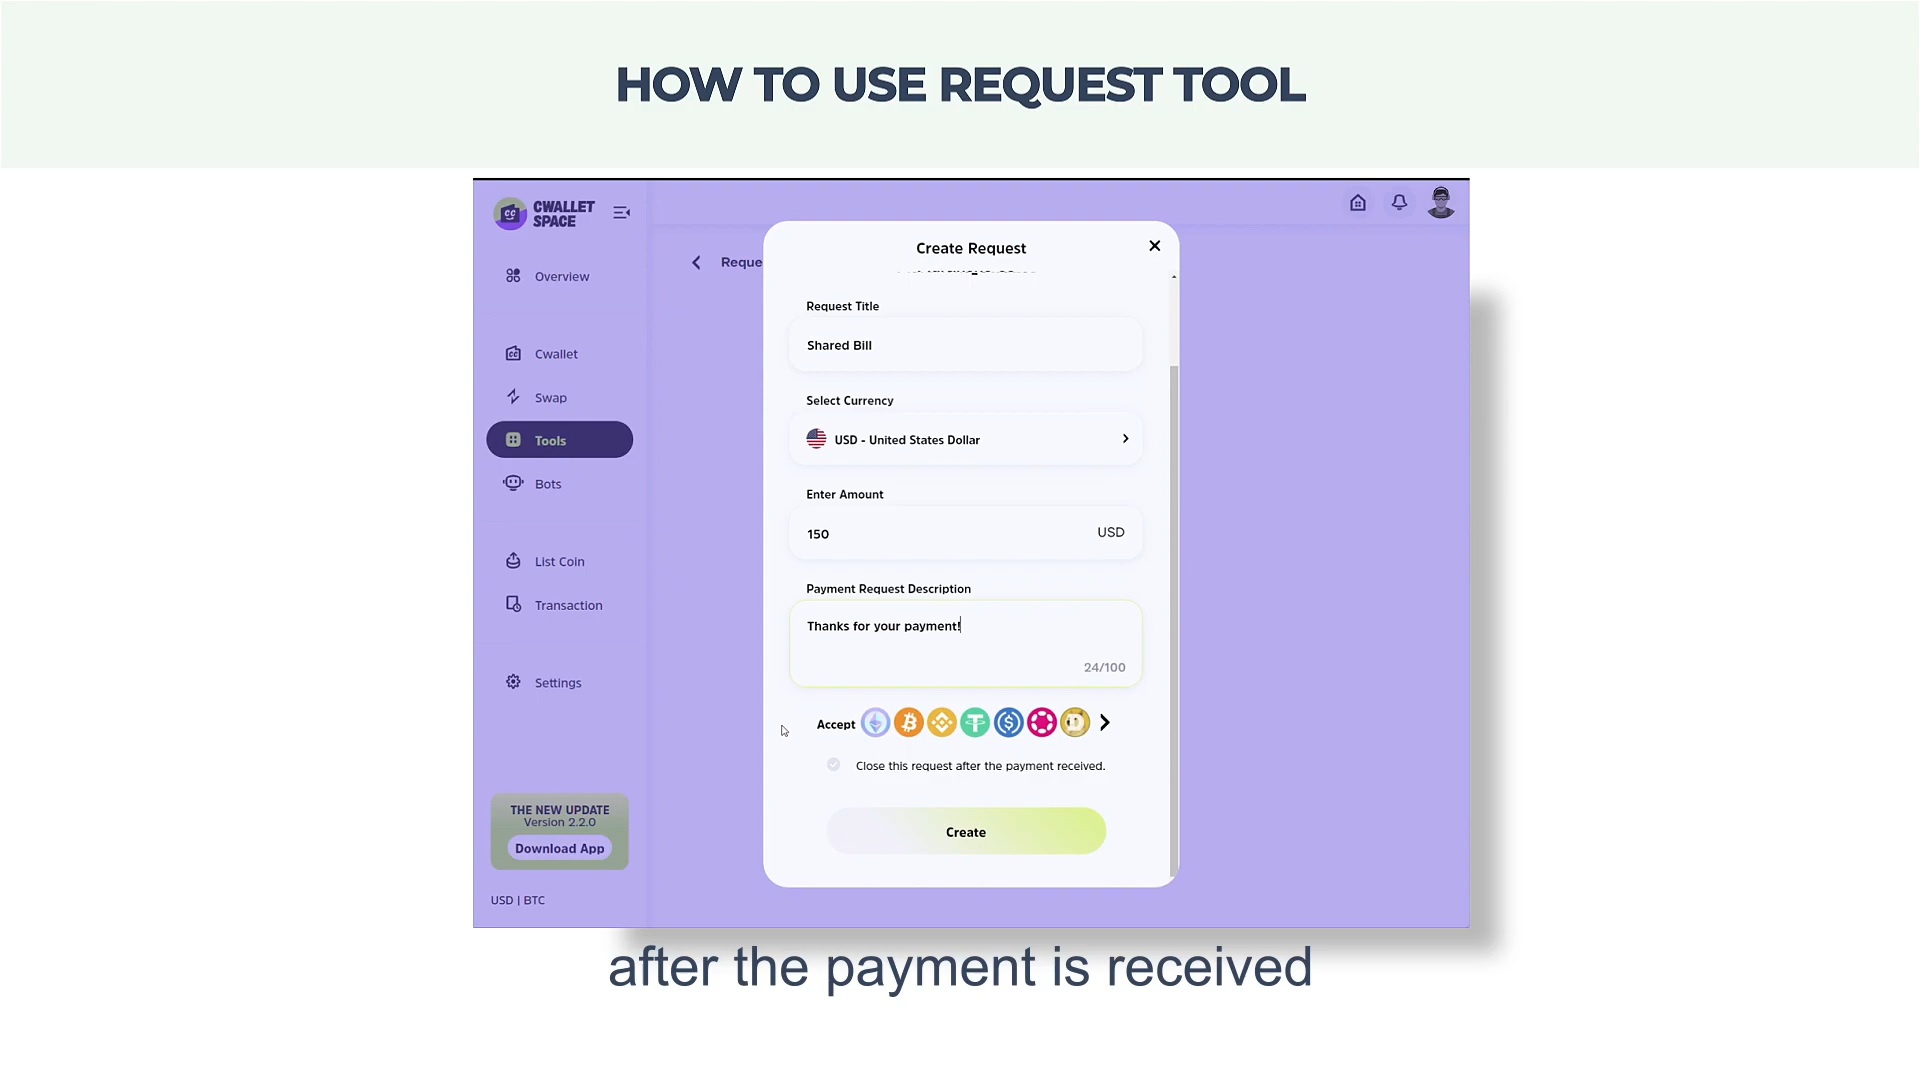 HOW TO USE REQUEST TOOL
CWALLET
SPACE
Overview
Cwallet
Swap
Tools
Bots
List Coin
Transaction
Settings
THE NEW UPDATE
Version 2.2.0
Download App
USD | BTC
Reque
Create Request
Request Title
Shared Bill
Select Currency
USD - United States Dollar
Enter Amount
150 USD
Payment Request Description
Thanks for your payment!
24/100
Accept
Close this request after the payment received.
Create
after the payment is received